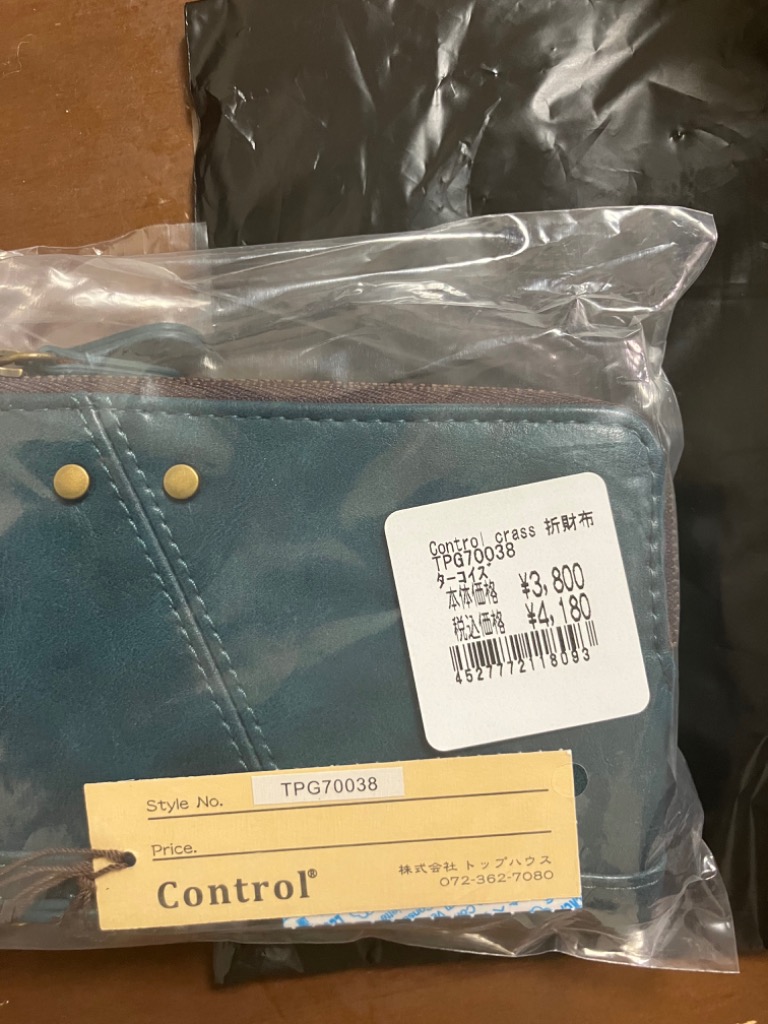 Control crass 折財布
TPG70038
ターコイズ
本体価格 ¥3,800
税込価格 ¥4,180
4527772118093
Style No. TPG70038
Price.
Control®
株式会社 トップハウス
072-362-7080